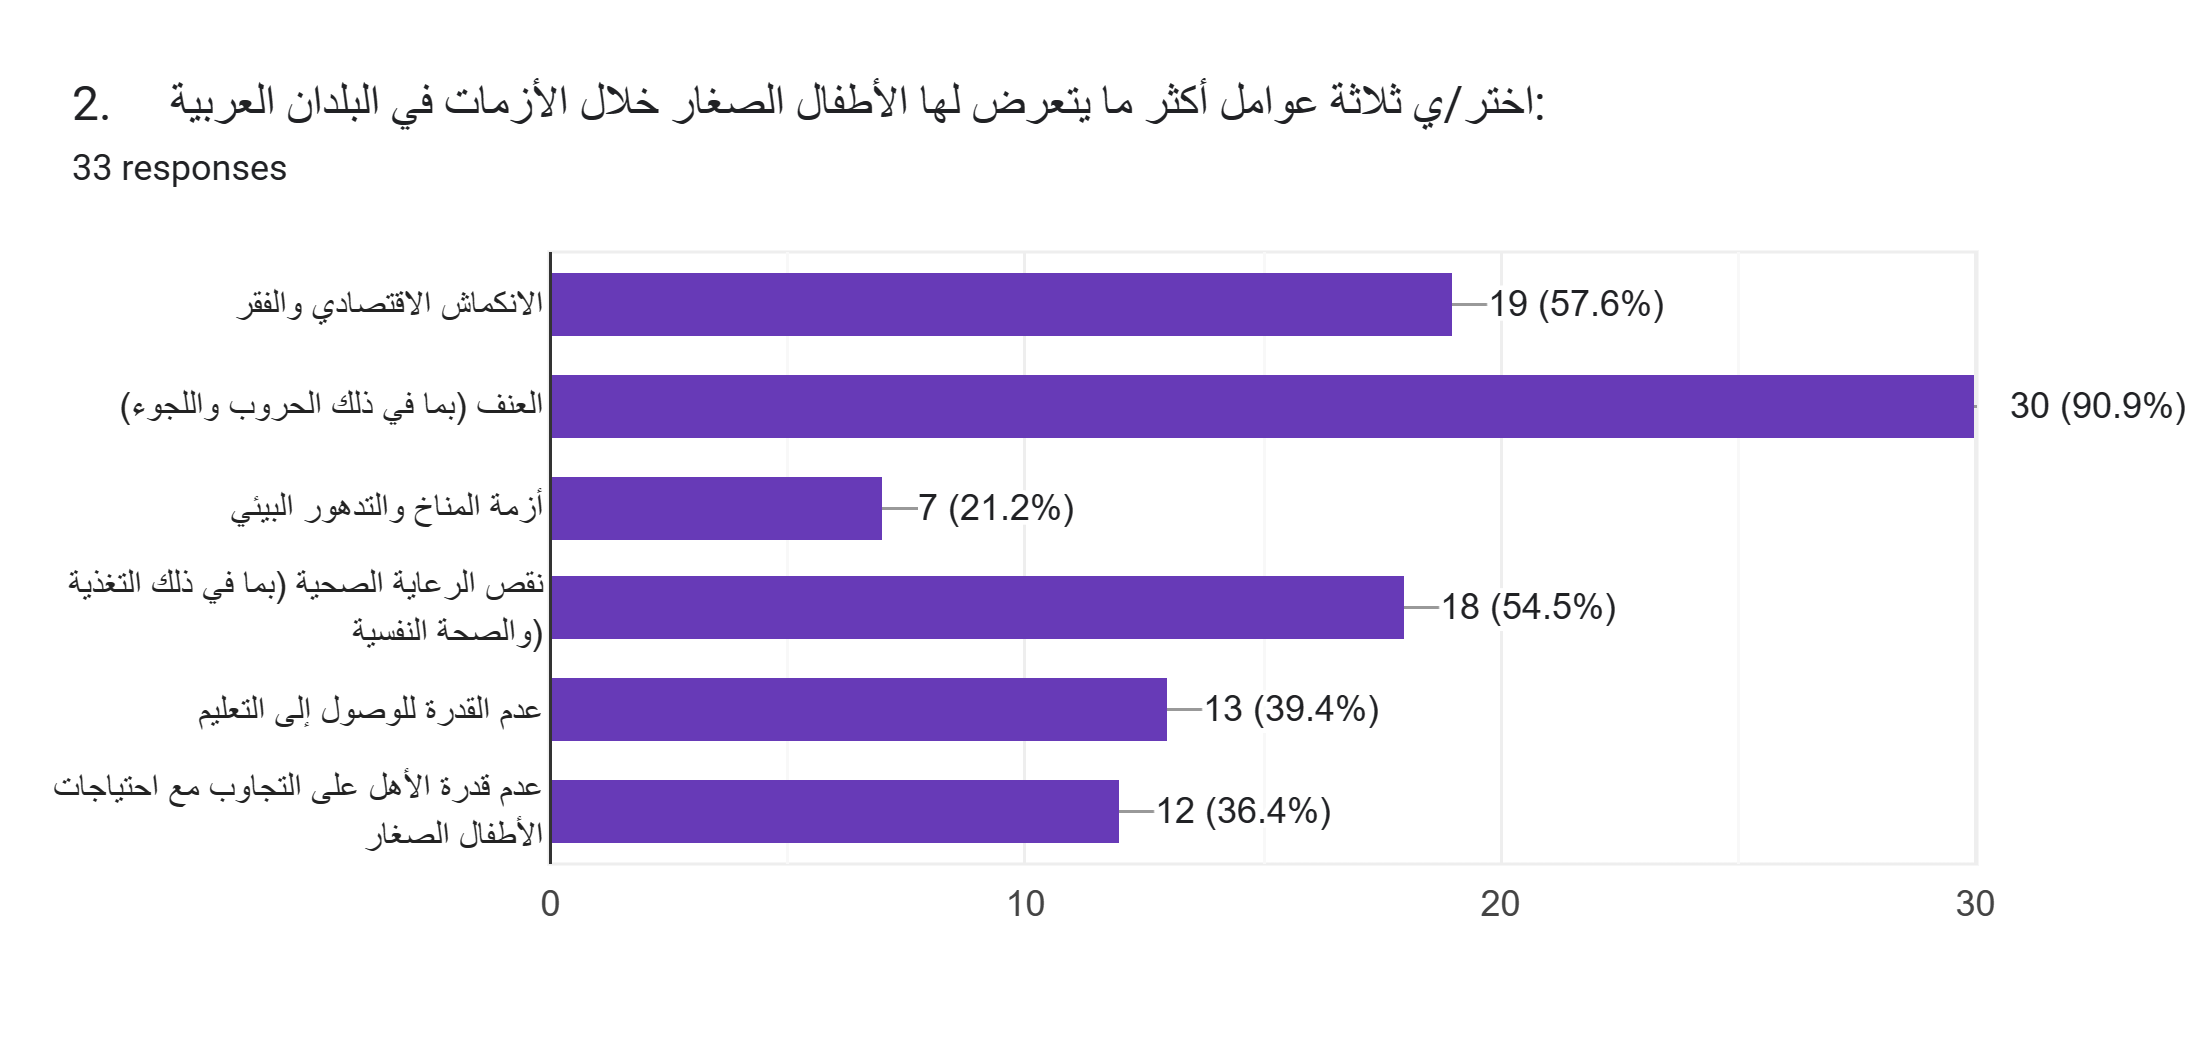 2. اختر/ي ثلاثة عوامل أكثر ما يتعرض لها الأطفال الصغار خلال الأزمات في البلدان العربية:
33 responses
الانكماش الاقتصادي والفقر
19 (57.6%)
العنف (بما في ذلك الحروب واللجوء)
30 (90.9%)
أزمة المناخ والتدهور البيئي
7 (21.2%)
نقص الرعاية الصحية (بما في ذلك التغذية
والصحة النفسية)
18 (54.5%)
عدم القدرة للوصول إلى التعليم
13 (39.4%)
عدم قدرة الأهل على التجاوب مع احتياجات
الأطفال الصغار
12 (36.4%)
0 10 20 30